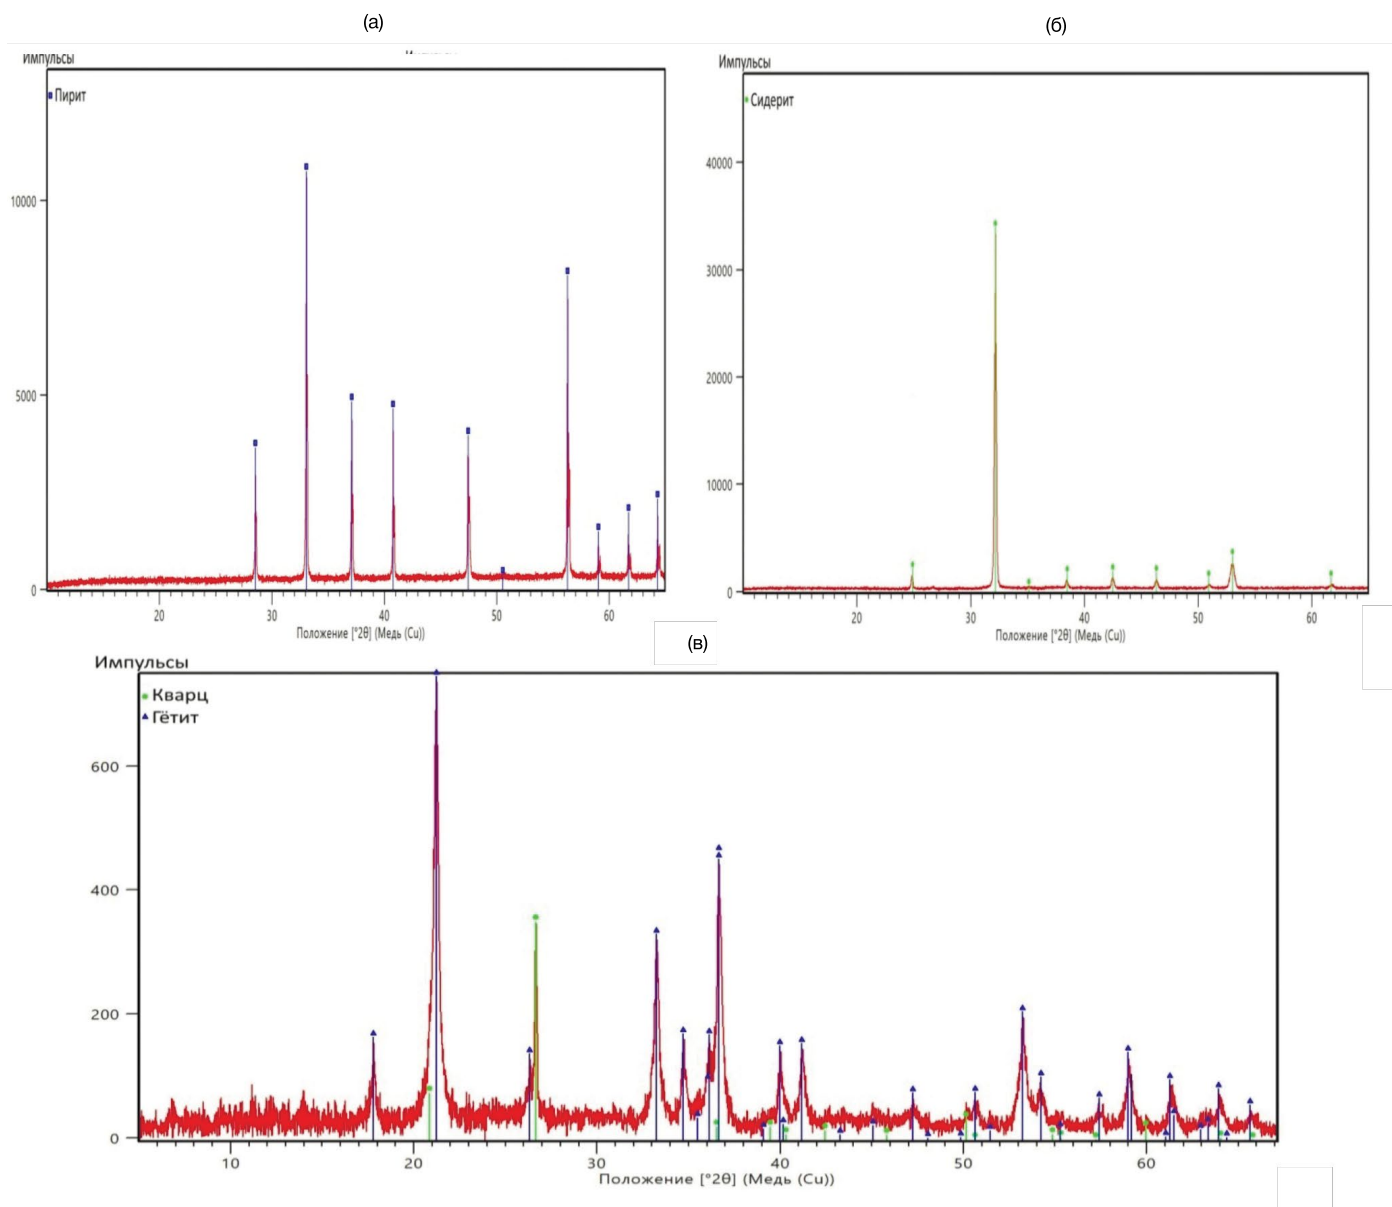 (а)
(б)
Импульсы
Пирит
10000
5000
0
20 30 40 50 60
Положение [°2θ] (Медь (Cu))
Импульсы
Сидерит
40000
30000
20000
10000
0
20 30 40 50 60
Положение [°2θ] (Медь (Cu))
(в)
Импульсы
Кварц
Гётит
600
400
200
0
10 20 30 40 50 60
Положение [°2θ] (Медь (Cu))